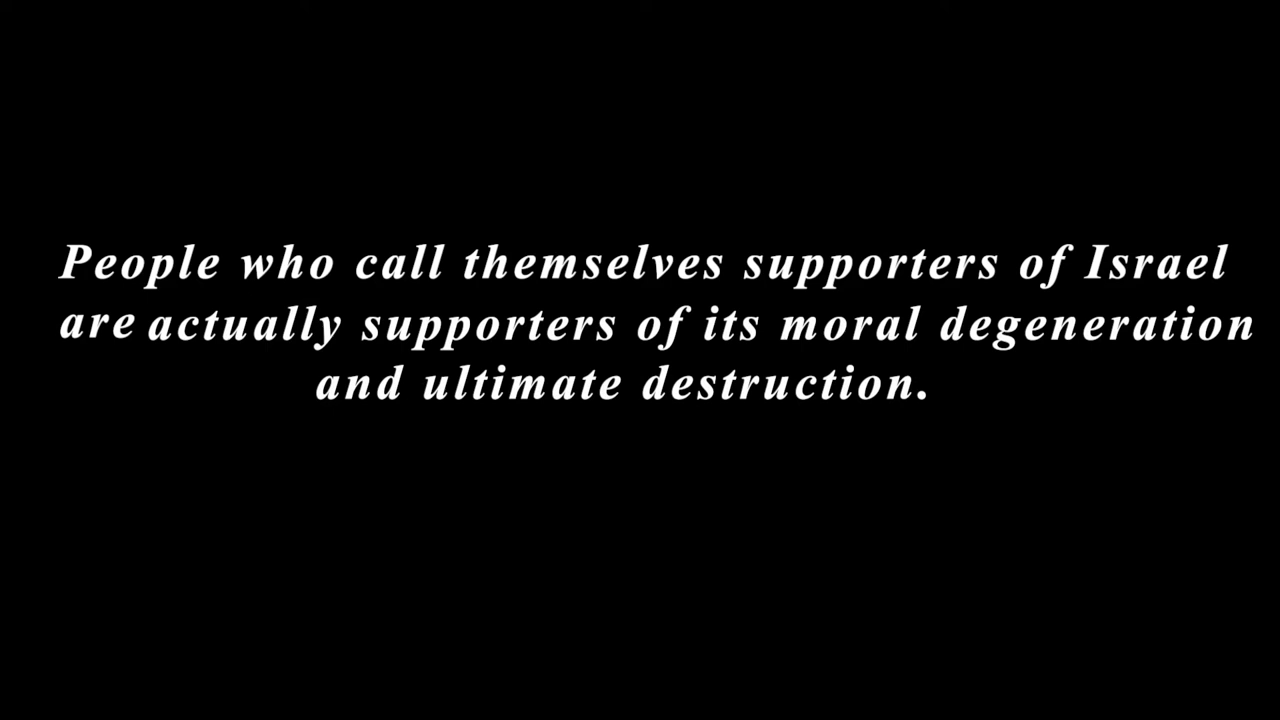 People who call themselves supporters of Israel
are actually supporters of its moral degeneration
and ultimate destruction.